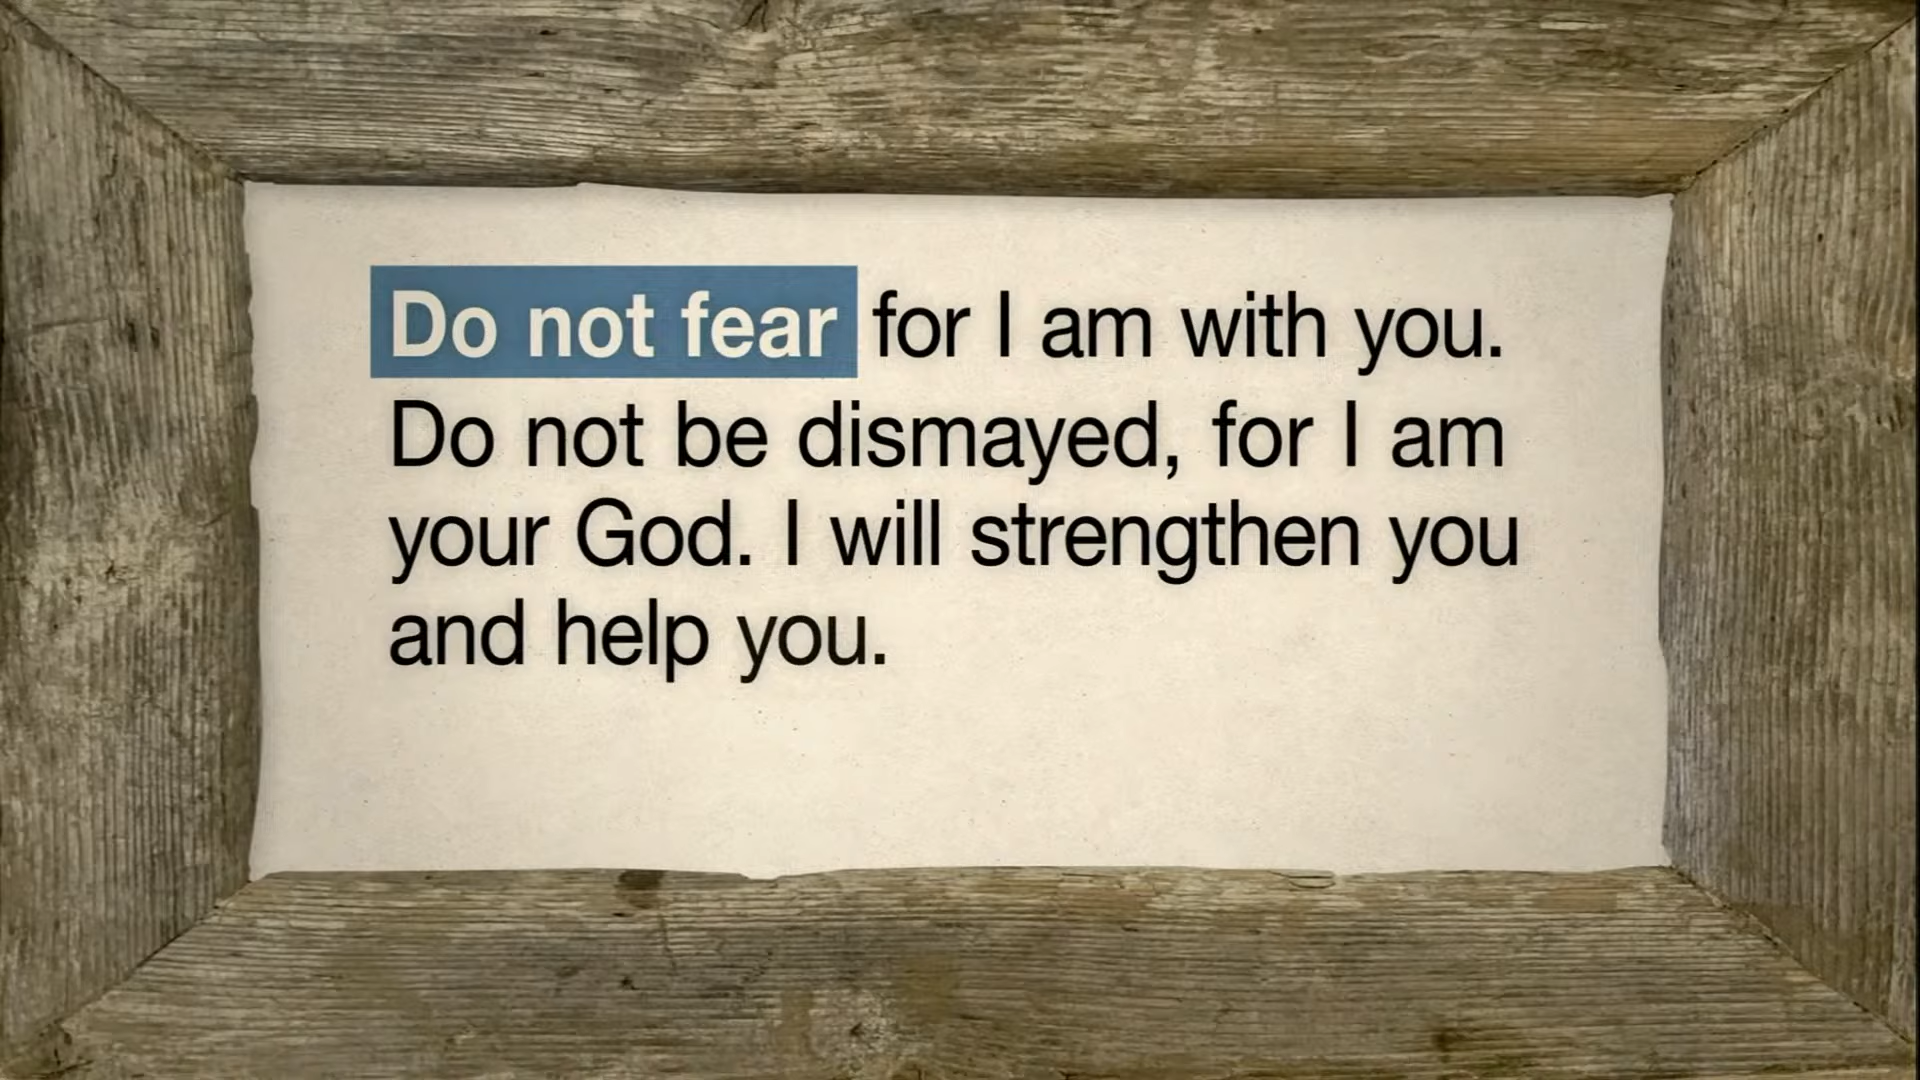 Do not fear for I am with you.
Do not be dismayed, for I am
your God. I will strengthen you
and help you.